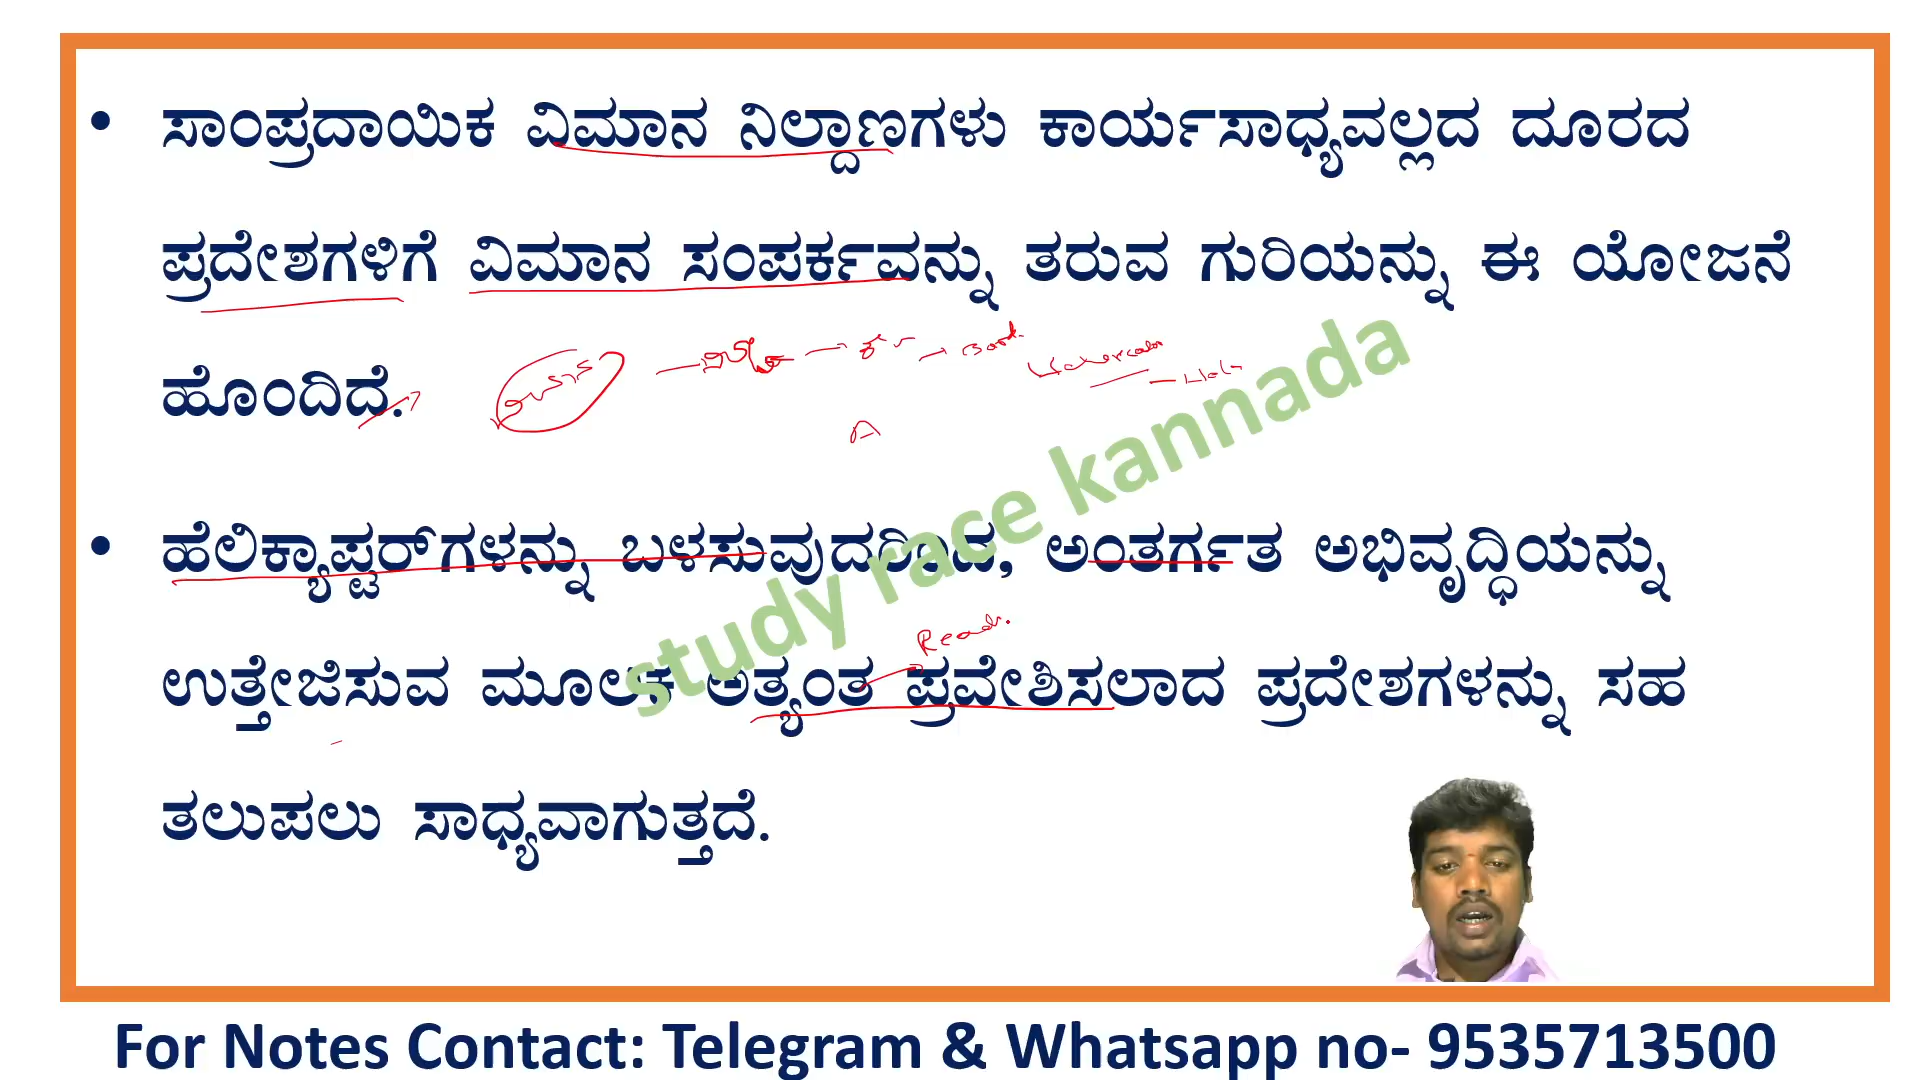 • ಸಾಂಪ್ರದಾಯಿಕ ವಿಮಾನ ನಿಲ್ದಾಣಗಳು ಕಾರ್ಯಸಾಧ್ಯವಲ್ಲದ ದೂರದ
ಪ್ರದೇಶಗಳಿಗೆ ವಿಮಾನ ಸಂಪರ್ಕವನ್ನು ತರುವ ಗುರಿಯನ್ನು ಈ ಯೋಜನೆ
ಹೊಂದಿದೆ.
• ಹೆಲಿಕ್ಯಾಪ್ಟರ್‌ಗಳನ್ನು ಬಳಸುವುದರಿಂದ, ಅಂತರ್ಗತ ಅಭಿವೃದ್ಧಿಯನ್ನು
Read.
ಉತ್ತೇಜಿಸುವ ಮೂಲಕ ಅತ್ಯಂತ ಪ್ರವೇಶಿಸಲಾದ ಪ್ರದೇಶಗಳನ್ನು ಸಹ
ತಲುಪಲು ಸಾಧ್ಯವಾಗುತ್ತದೆ.
study race kannada
For Notes Contact: Telegram & Whatsapp no- 9535713500